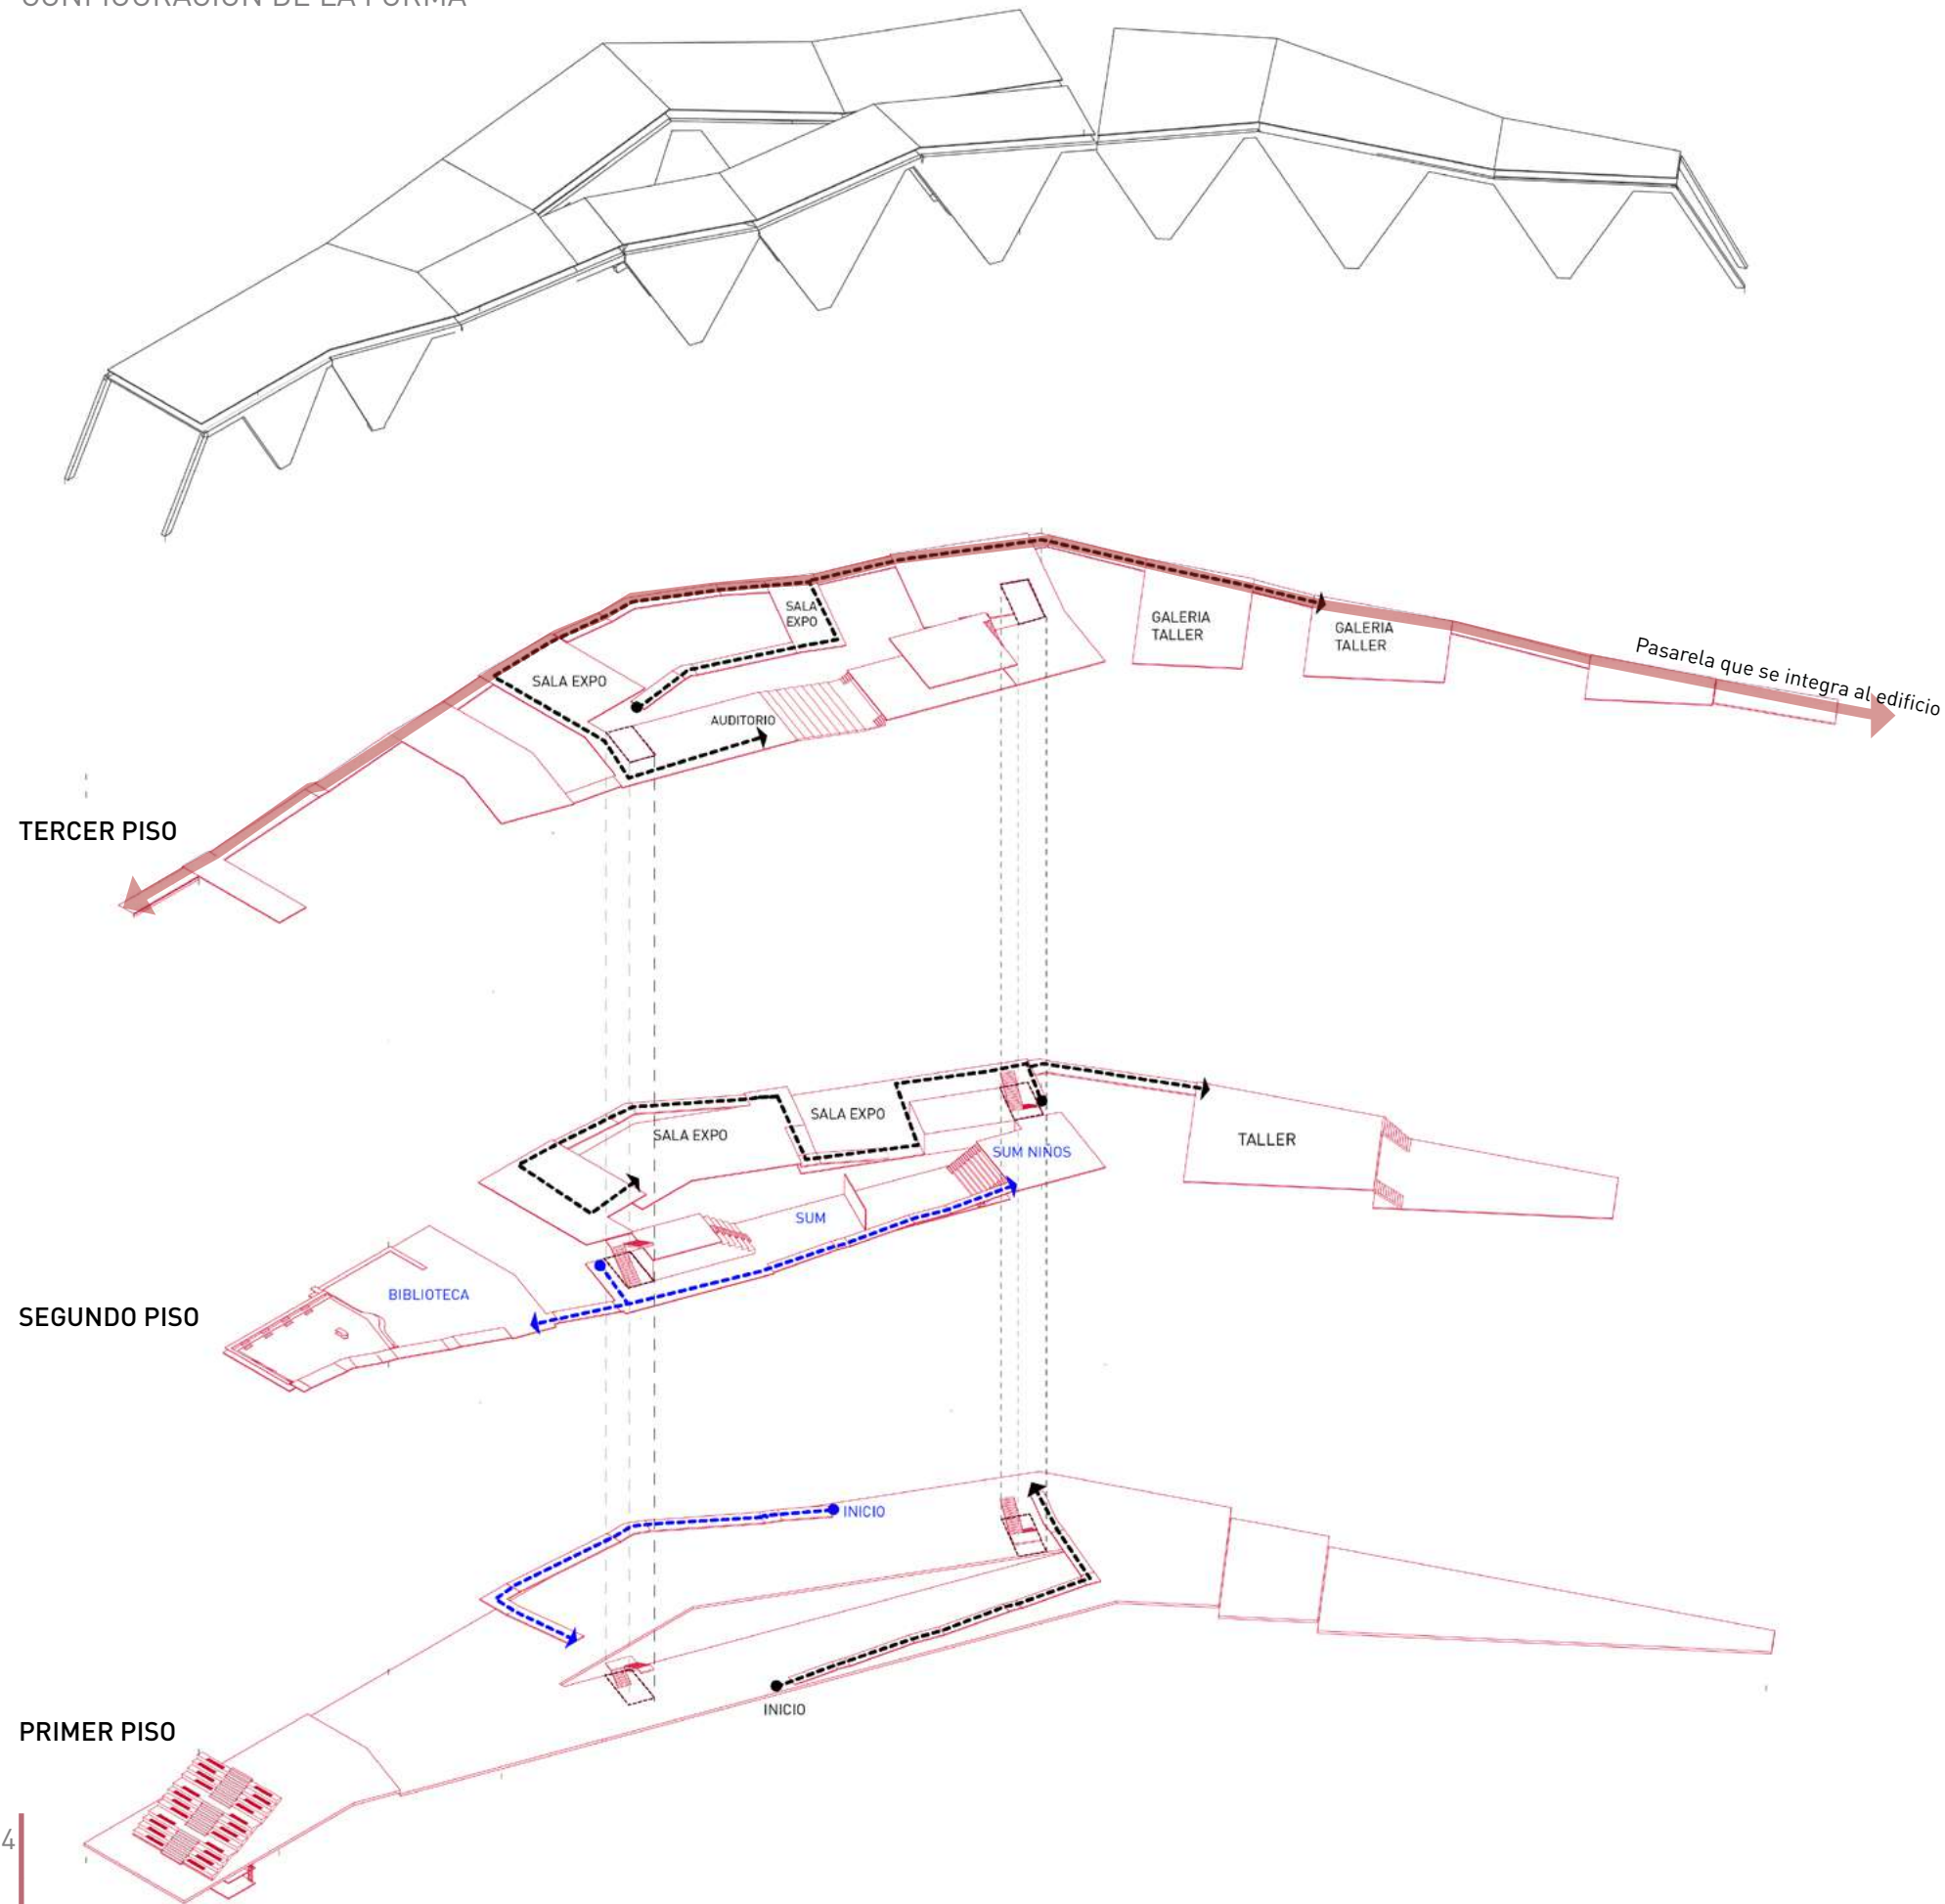 CONFIGURACIÓN DE LA FORMA
SALA
EXPO
GALERIA
TALLER
GALERIA
TALLER
Pasarela que se integra al edificio
SALA EXPO
AUDITORIO
TERCER PISO
SALA EXPO
SALA EXPO
TALLER
SUM NIÑOS
SUM
BIBLIOTECA
SEGUNDO PISO
INICIO
INICIO
PRIMER PISO
4